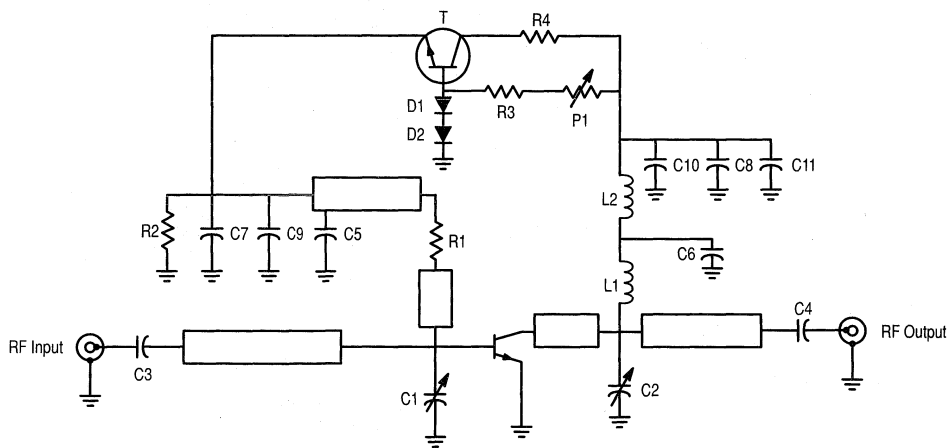 T
R4
D1
R3
P1
D2
C10
C8
C11
L2
R2
C7
C9
C5
R1
C6
L1
C4
RF Input
RF Output
C3
C1
C2